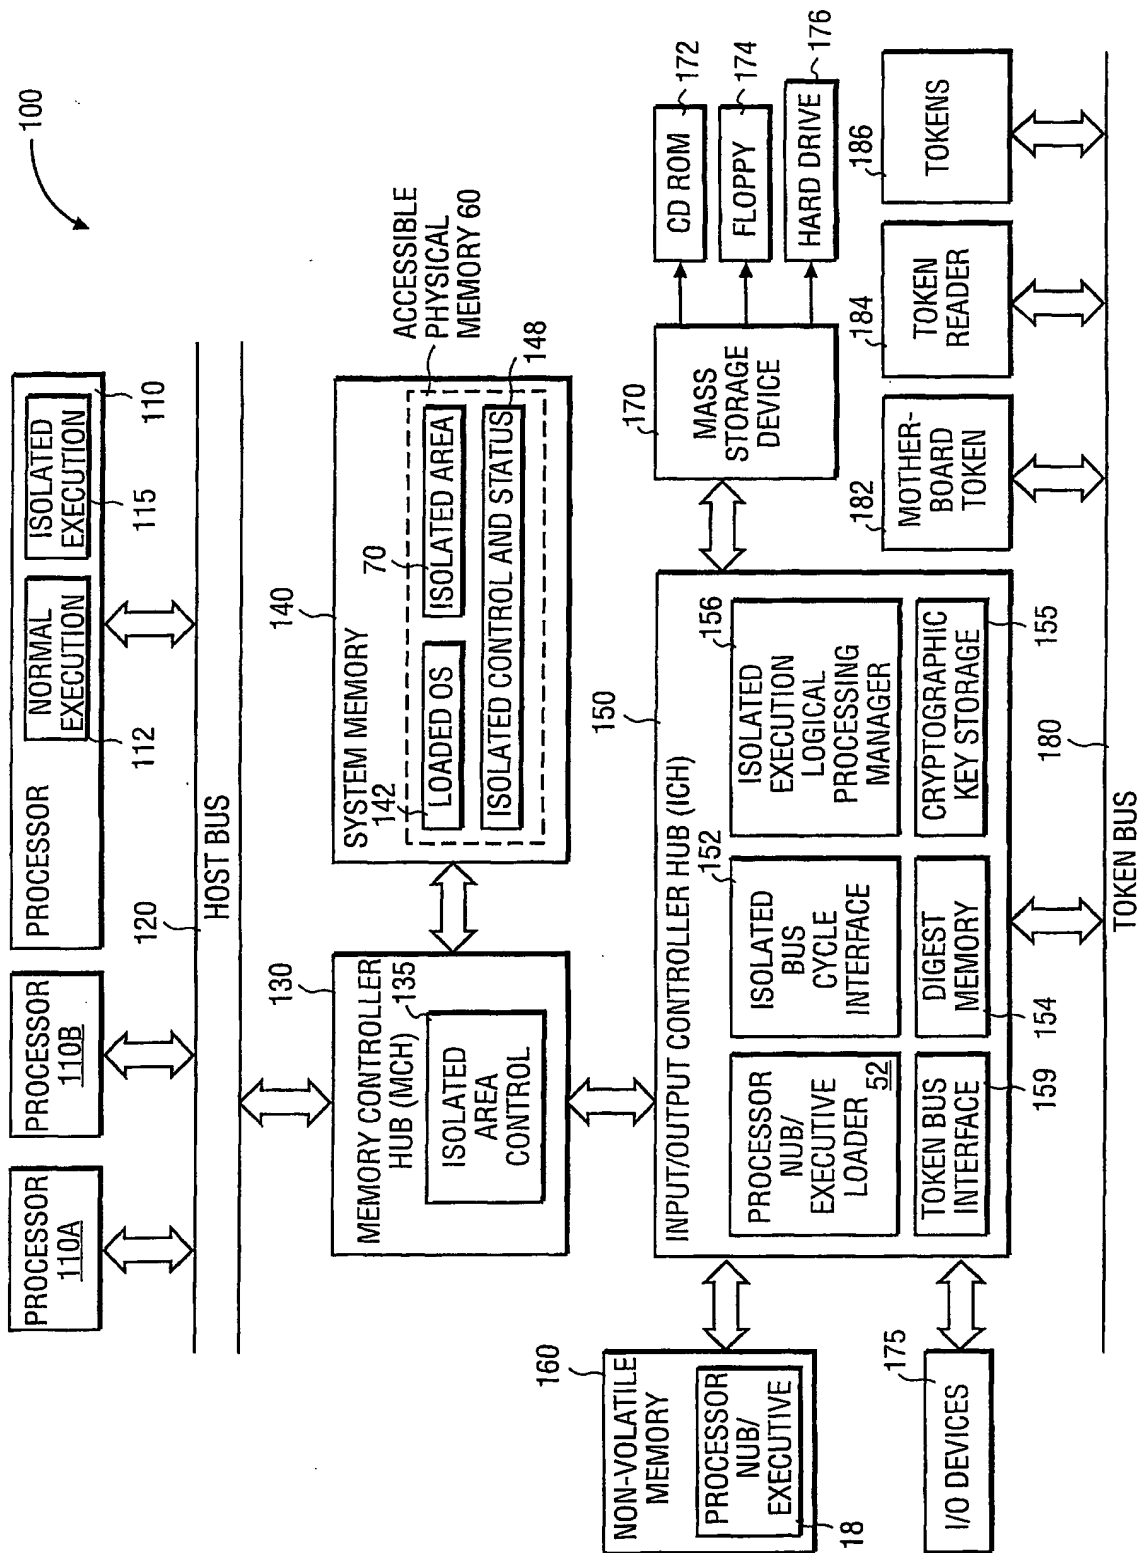 100
PROCESSOR
110A
PROCESSOR
110B
PROCESSOR
NORMAL
EXECUTION
112
ISOLATED
EXECUTION
115
110
120
HOST BUS
MEMORY CONTROLLER
HUB (MCH)
130
135
ISOLATED
AREA
CONTROL
SYSTEM MEMORY
140
142
LOADED OS
70
ISOLATED AREA
ISOLATED CONTROL AND STATUS
148
ACCESSIBLE
PHYSICAL
MEMORY 60
160
NON-VOLATILE
MEMORY
PROCESSOR
NUB/
EXECUTIVE
18
175
I/O DEVICES
150
INPUT/OUTPUT CONTROLLER HUB (ICH)
PROCESSOR
NUB/
EXECUTIVE
LOADER
52
152
ISOLATED
BUS
CYCLE
INTERFACE
156
ISOLATED
EXECUTION
LOGICAL
PROCESSING
MANAGER
TOKEN BUS
INTERFACE
159
DIGEST
MEMORY
154
CRYPTOGRAPHIC
KEY STORAGE
155
170
MASS
STORAGE
DEVICE
CD ROM
172
FLOPPY
174
HARD DRIVE
176
182
MOTHER-
BOARD
TOKEN
184
TOKEN
READER
186
TOKENS
180
TOKEN BUS